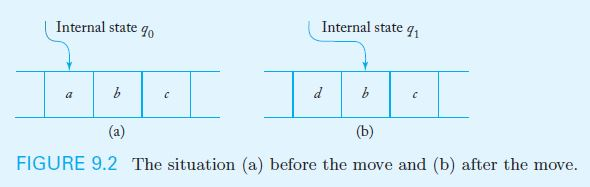 Internal state q0 Internal state q1
a b c d b c
(a) (b)
FIGURE 9.2 The situation (a) before the move and (b) after the move.